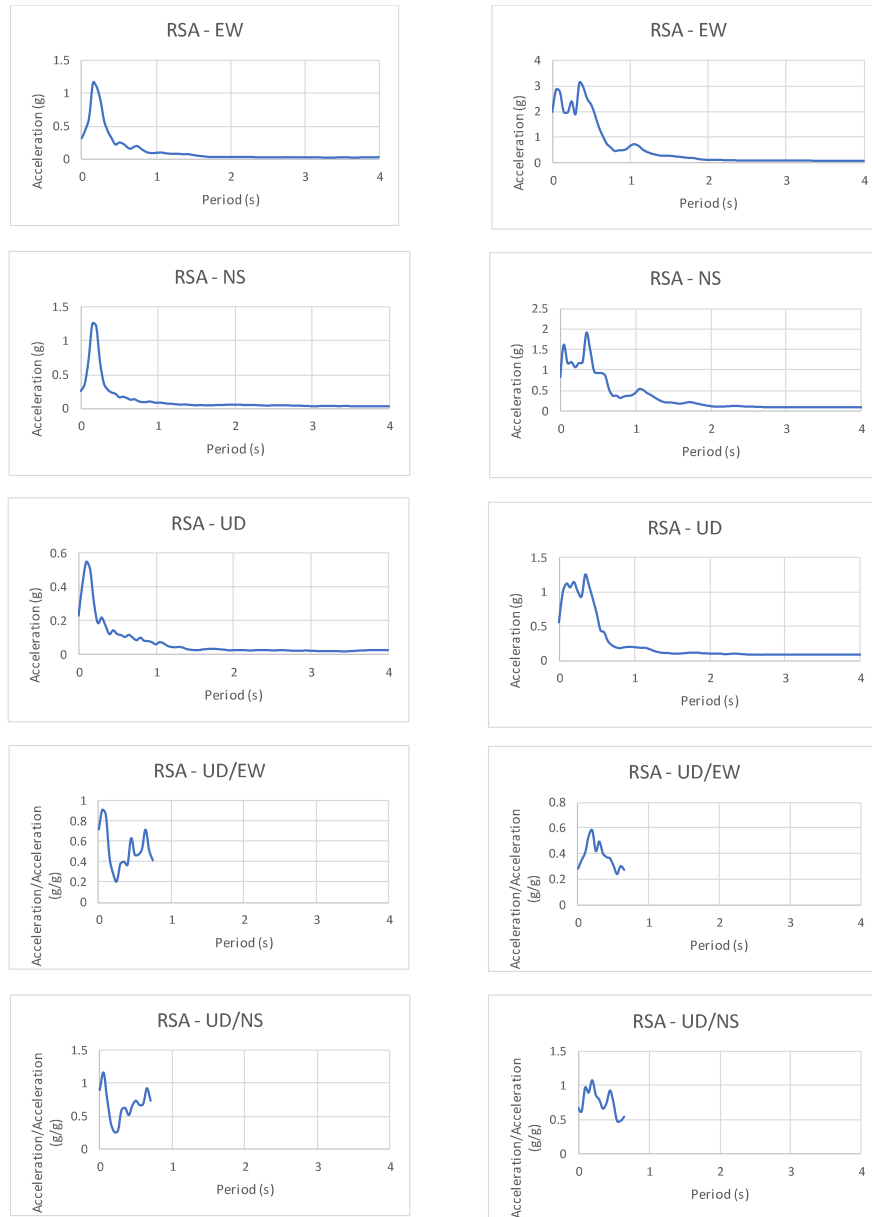 RSA - EW
Acceleration (g)
1.5
1
0.5
0
0 1 2 3 4
Period (s)
RSA - EW
Acceleration (g)
4
3
2
1
0
0 1 2 3 4
Period (s)
RSA - NS
Acceleration (g)
1.5
1
0.5
0
0 1 2 3 4
Period (s)
RSA - NS
Acceleration (g)
2.5
2
1.5
1
0.5
0
0 1 2 3 4
Period (s)
RSA - UD
Acceleration (g)
0.6
0.4
0.2
0
0 1 2 3 4
Period (s)
RSA - UD
Acceleration (g)
1.5
1
0.5
0
0 1 2 3 4
Period (s)
RSA - UD/EW
Acceleration/Acceleration
(g/g)
1
0.8
0.6
0.4
0.2
0
0 1 2 3 4
Period (s)
RSA - UD/EW
Acceleration/Acceleration
(g/g)
0.8
0.6
0.4
0.2
0
0 1 2 3 4
Period (s)
RSA - UD/NS
Acceleration/Acceleration
(g/g)
1.5
1
0.5
0
0 1 2 3 4
Period (s)
RSA - UD/NS
Acceleration/Acceleration
(g/g)
1.5
1
0.5
0
0 1 2 3 4
Period (s)